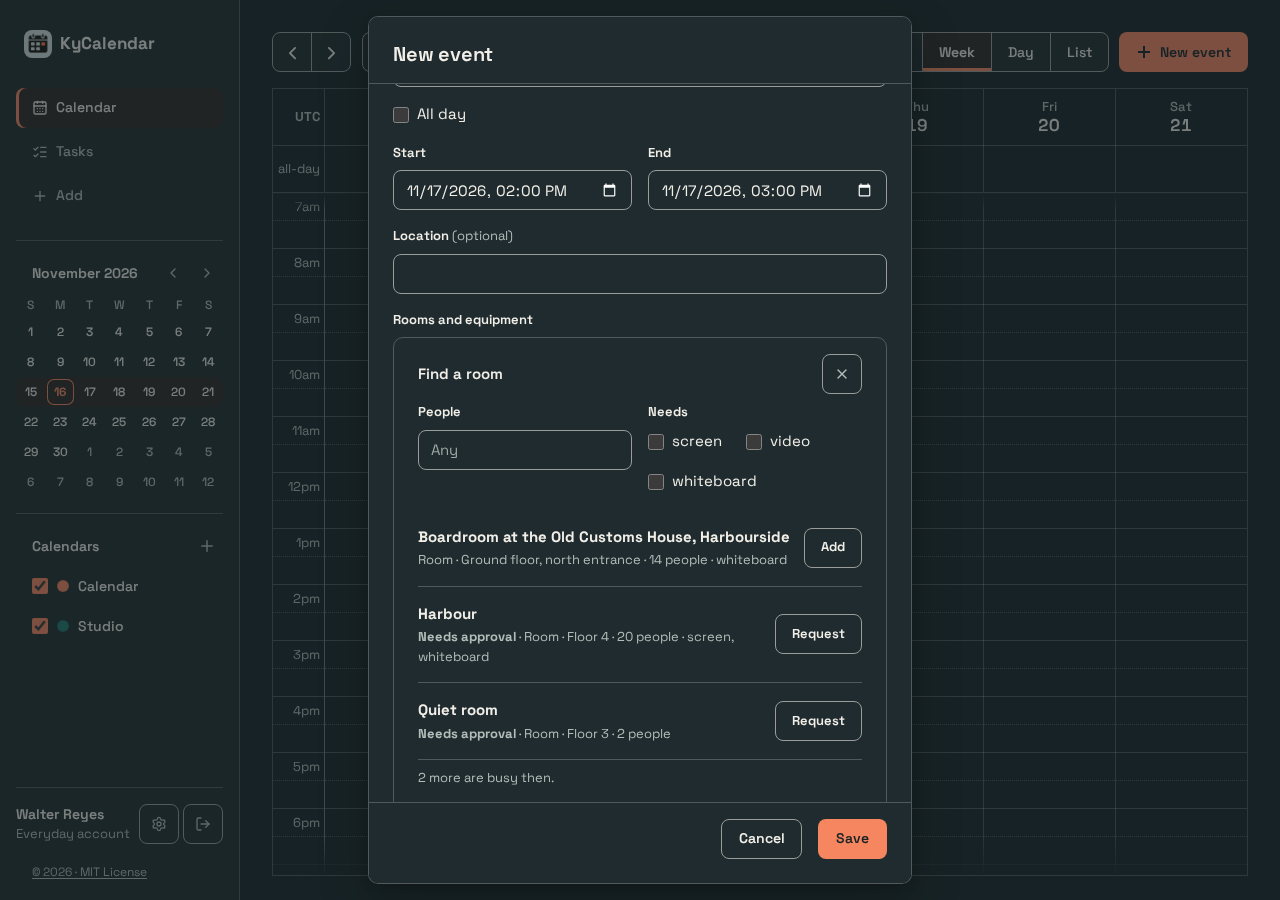 KyCalendar
Calendar
Tasks
Add
November 2026
S M T W T F S
1 2 3 4 5 6 7
8 9 10 11 12 13 14
15 16 17 18 19 20 21
22 23 24 25 26 27 28
29 30 1 2 3 4 5
6 7 8 9 10 11 12
Calendars
Calendar
Studio
Walter Reyes
Everyday account
© 2026 · MIT License
Week Day List
New event
UTC
hu Fri Sat
19 20 21
all-day
7am
8am
9am
10am
11am
12pm
1pm
2pm
3pm
4pm
5pm
6pm
New event
All day
Start End
11/17/2026, 02:00 PM 11/17/2026, 03:00 PM
Location (optional)
Rooms and equipment
Find a room
People Needs
Any
screen video
whiteboard
Boardroom at the Old Customs House, Harbourside
Room · Ground floor, north entrance · 14 people · whiteboard
Add
Harbour
Needs approval · Room · Floor 4 · 20 people · screen,
whiteboard
Request
Quiet room
Needs approval · Room · Floor 3 · 2 people
Request
2 more are busy then.
Cancel Save